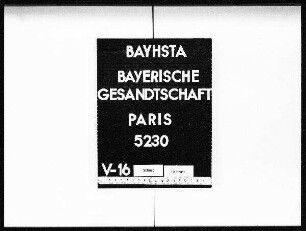 BAYHSTA
BAYERISCHE
GESANDTSCHAFT
PARIS
5230
V-16